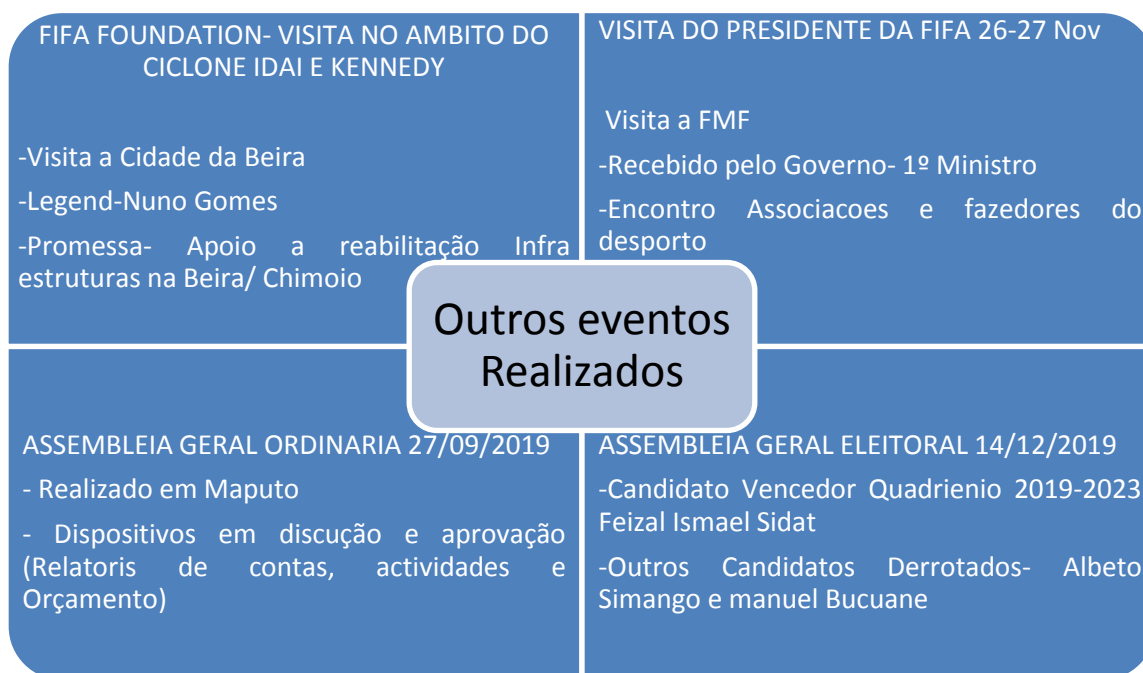 FIFA FOUNDATION- VISITA NO AMBITO DO
CICLONE IDAI E KENNEDY
-Visita a Cidade da Beira
-Legend-Nuno Gomes
-Promessa- Apoio a reabilitação Infra
estruturas na Beira/ Chimoio
VISITA DO PRESIDENTE DA FIFA 26-27 Nov
Visita a FMF
-Recebido pelo Governo- 1º Ministro
-Encontro Associacoes e fazedores do
desporto
Outros eventos
Realizados
ASSEMBLEIA GERAL ORDINARIA 27/09/2019
- Realizado em Maputo
- Dispositivos em discução e aprovação
(Relatoris de contas, actividades e
Orçamento)
ASSEMBLEIA GERAL ELEITORAL 14/12/2019
-Candidato Vencedor Quadrienio 2019-2023
Feizal Ismael Sidat
-Outros Candidatos Derrotados- Albeto
Simango e manuel Bucuane